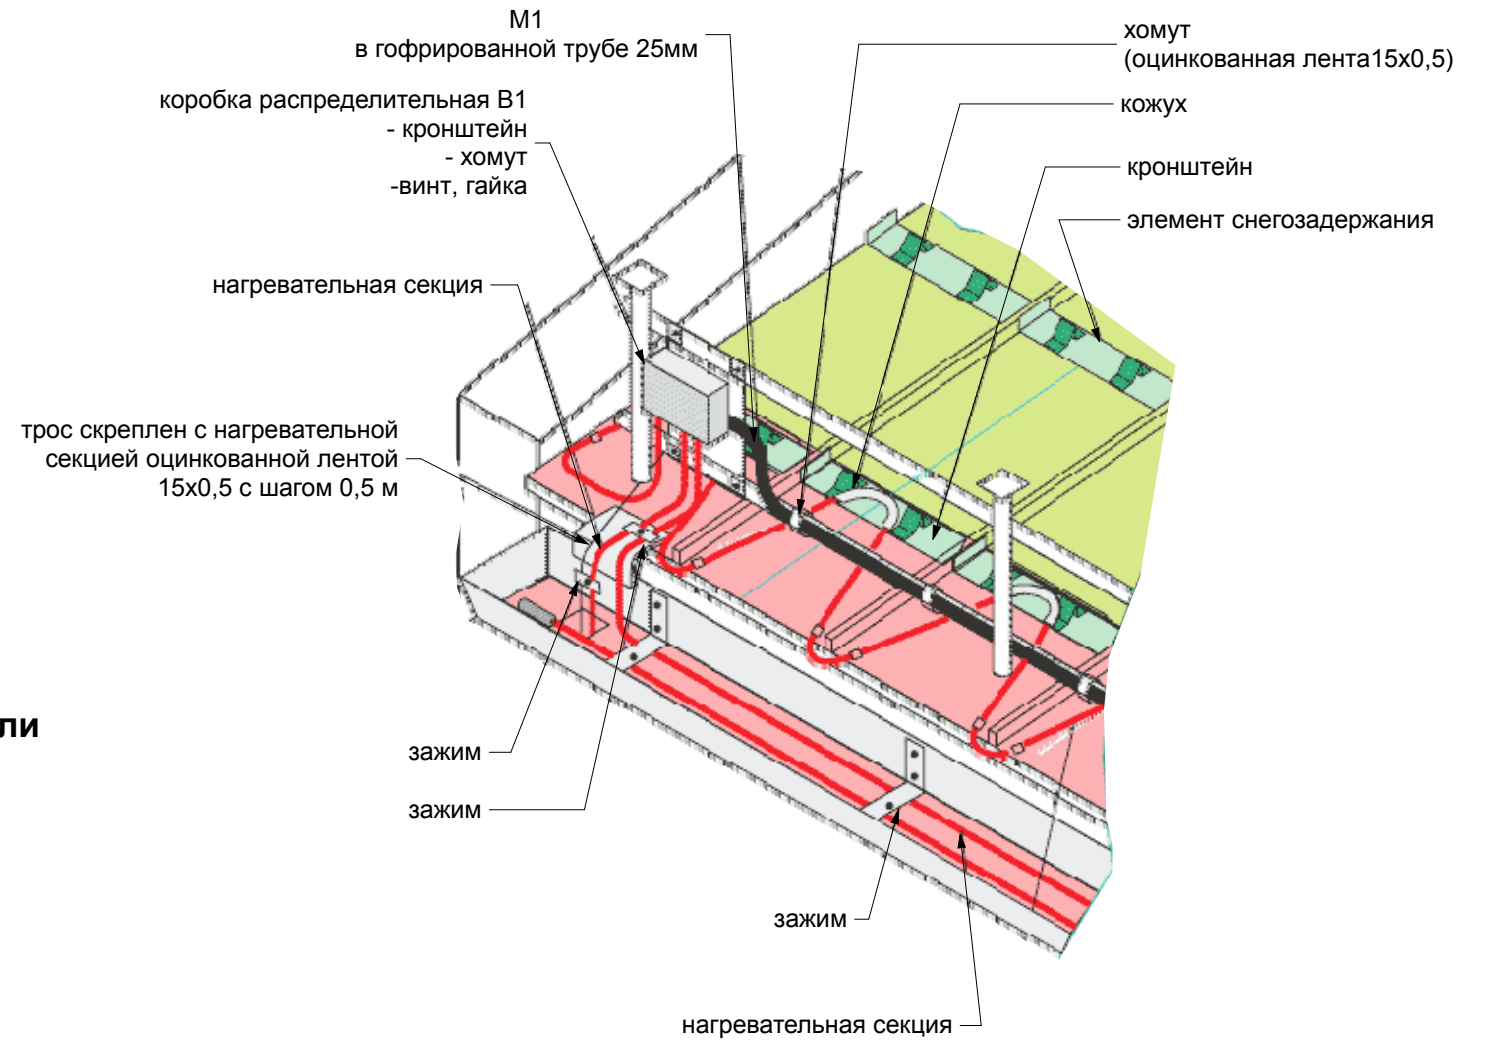 М1
в гофрированной трубе 25мм
хомут
(оцинкованная лента15х0,5)
коробка распределительная В1
- кронштейн
- хомут
-винт, гайка
кожух
кронштейн
элемент снегозадержания
нагревательная секция
трос скреплен с нагревательной
секцией оцинкованной лентой
15х0,5 с шагом 0,5 м
ли
зажим
зажим
зажим
нагревательная секция